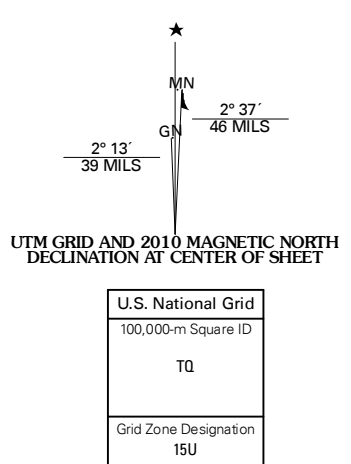 ★
MN
2° 37´
46 MILS
GN
2° 13´
39 MILS
UTM GRID AND 2010 MAGNETIC NORTH
DECLINATION AT CENTER OF SHEET
U.S. National Grid
100,000-m Square ID
TQ
Grid Zone Designation
15U